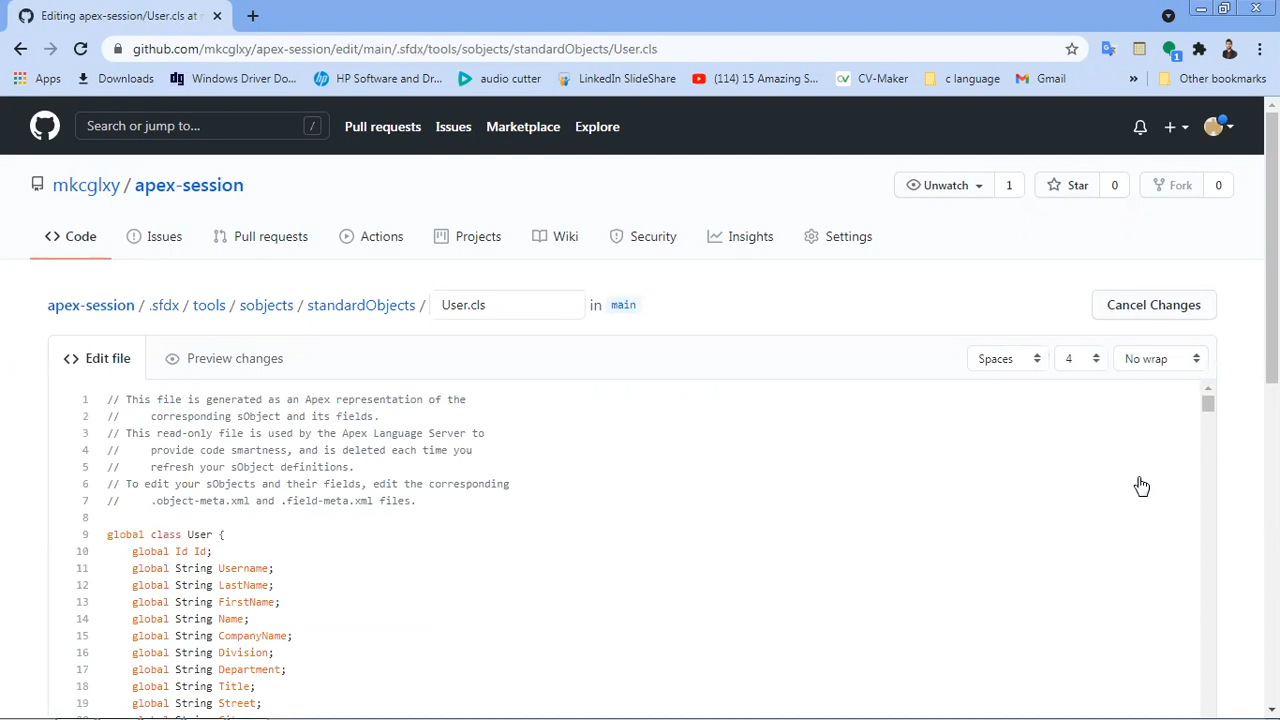 Editing apex-session/User.cls at
github.com/mkcglxy/apex-session/edit/main/.sfdx/tools/sobjects/standardObjects/User.cls
1
Apps Downloads Windows Driver Do... HP Software and Dr... audio cutter LinkedIn SlideShare (114) 15 Amazing S... CV-Maker c language Gmail » Other bookmarks
Search or jump to... / Pull requests Issues Marketplace Explore
mkcglxy / apex-session Unwatch 1 Star 0 Fork 0
<> Code Issues Pull requests Actions Projects Wiki Security Insights Settings
apex-session / .sfdx / tools / sobjects / standardObjects / User.cls in main Cancel Changes
<> Edit file Preview changes Spaces 4 No wrap
1 // This file is generated as an Apex representation of the
2 //     corresponding sObject and its fields.
3 // This read-only file is used by the Apex Language Server to
4 //     provide code smartness, and is deleted each time you
5 //     refresh your sObject definitions.
6 // To edit your sObjects and their fields, edit the corresponding
7 //     .object-meta.xml and .field-meta.xml files.
8
9 global class User {
10     global Id Id;
11     global String Username;
12     global String LastName;
13     global String FirstName;
14     global String Name;
15     global String CompanyName;
16     global String Division;
17     global String Department;
18     global String Title;
19     global String Street;